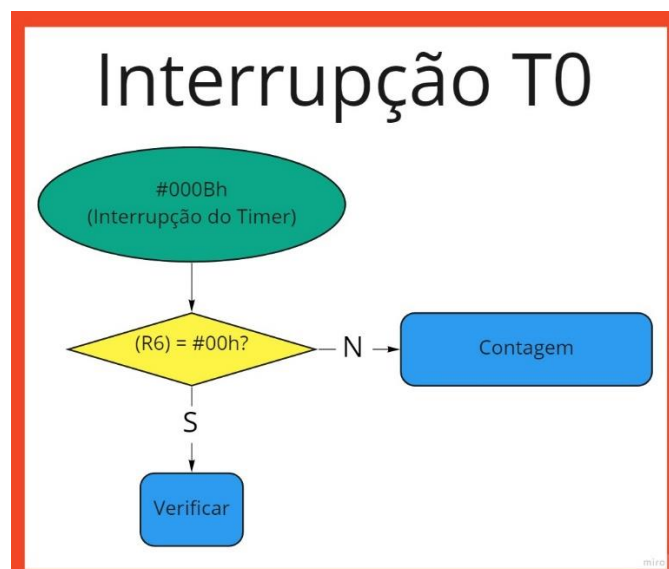 Interrupção T0
#000Bh
(Interrupção do Timer)
(R6) = #00h?
N
Contagem
S
Verificar
miro